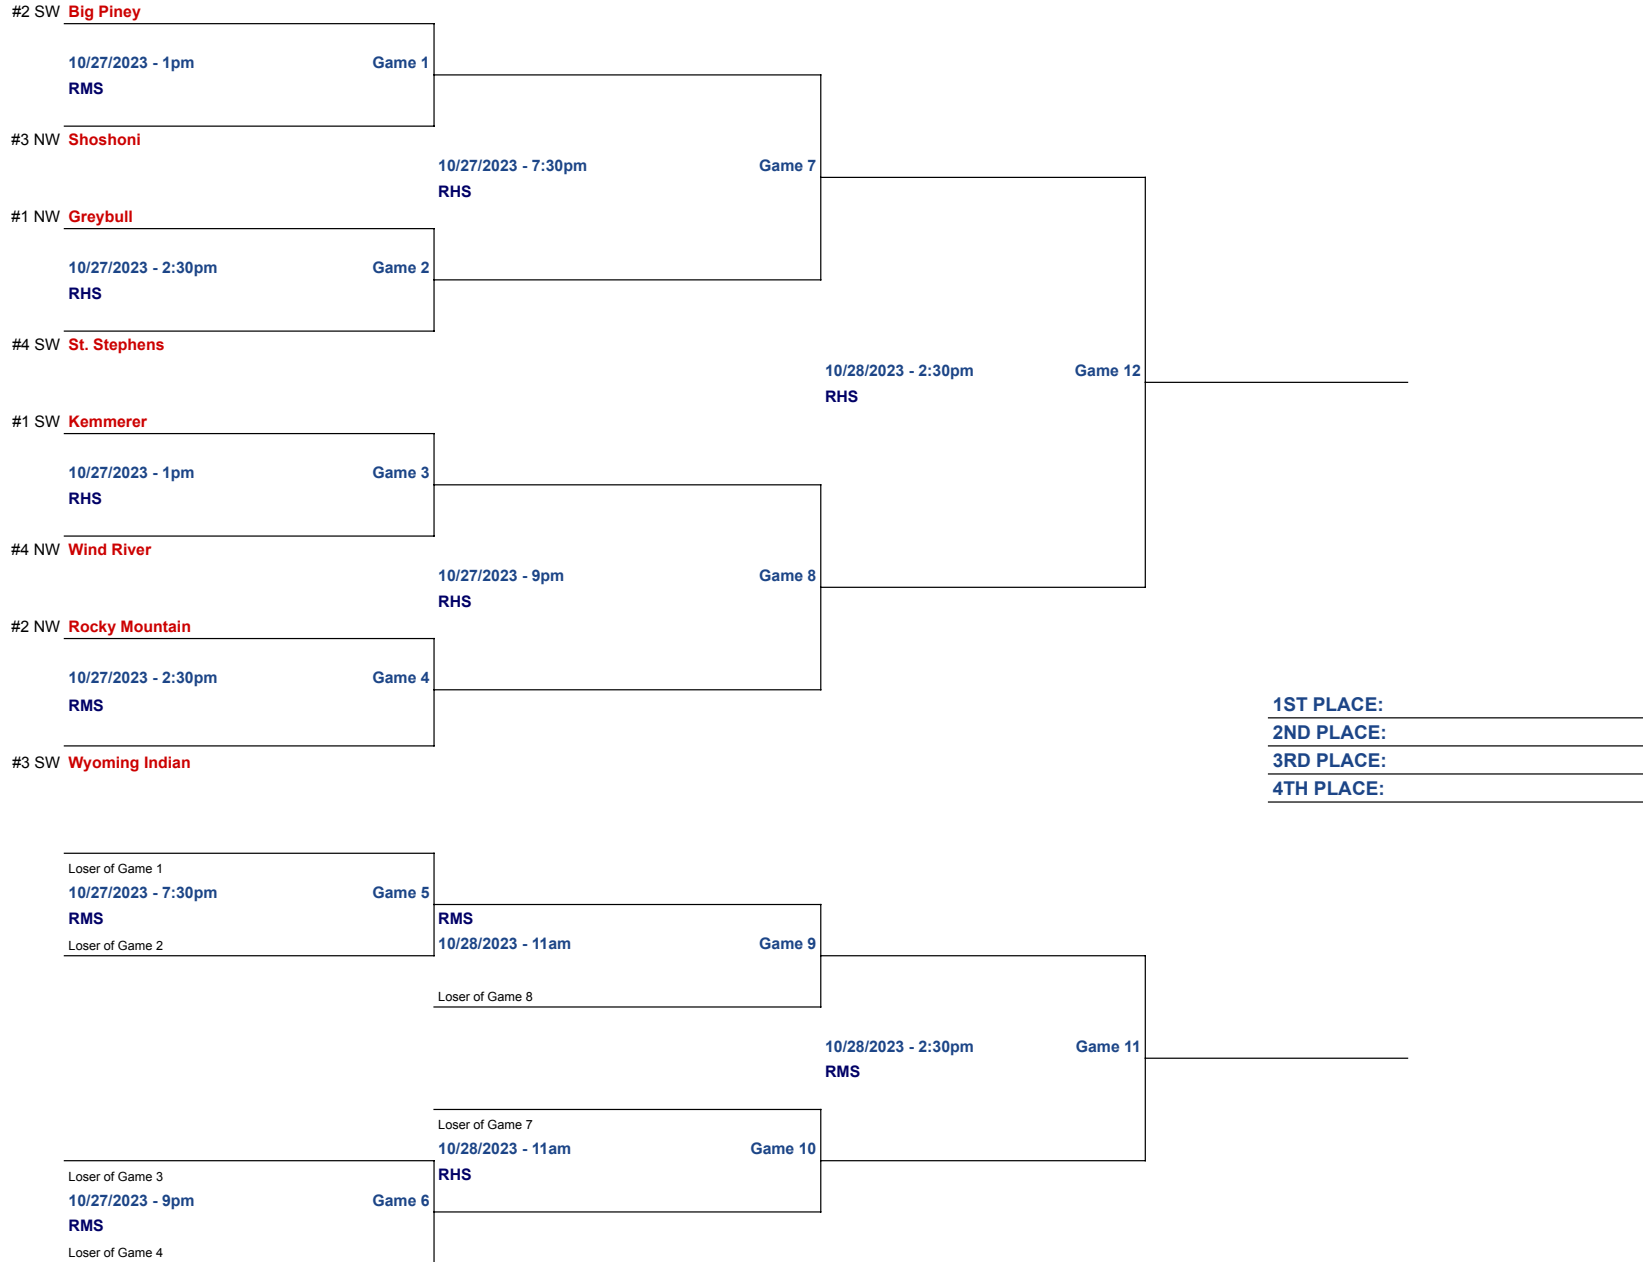 #2 SW Big Piney
10/27/2023 - 1pm Game 1
RMS
#3 NW Shoshoni
10/27/2023 - 7:30pm Game 7
RHS
#1 NW Greybull
10/27/2023 - 2:30pm Game 2
RHS
#4 SW St. Stephens
10/28/2023 - 2:30pm Game 12
RHS
#1 SW Kemmerer
10/27/2023 - 1pm Game 3
RHS
#4 NW Wind River
10/27/2023 - 9pm Game 8
RHS
#2 NW Rocky Mountain
10/27/2023 - 2:30pm Game 4
RMS
1ST PLACE:
2ND PLACE:
3RD PLACE:
#3 SW Wyoming Indian
4TH PLACE:
Loser of Game 1
10/27/2023 - 7:30pm Game 5
RMS RMS
Loser of Game 2 10/28/2023 - 11am Game 9
Loser of Game 8
10/28/2023 - 2:30pm Game 11
RMS
Loser of Game 7
10/28/2023 - 11am Game 10
Loser of Game 3 RHS
10/27/2023 - 9pm Game 6
RMS
Loser of Game 4